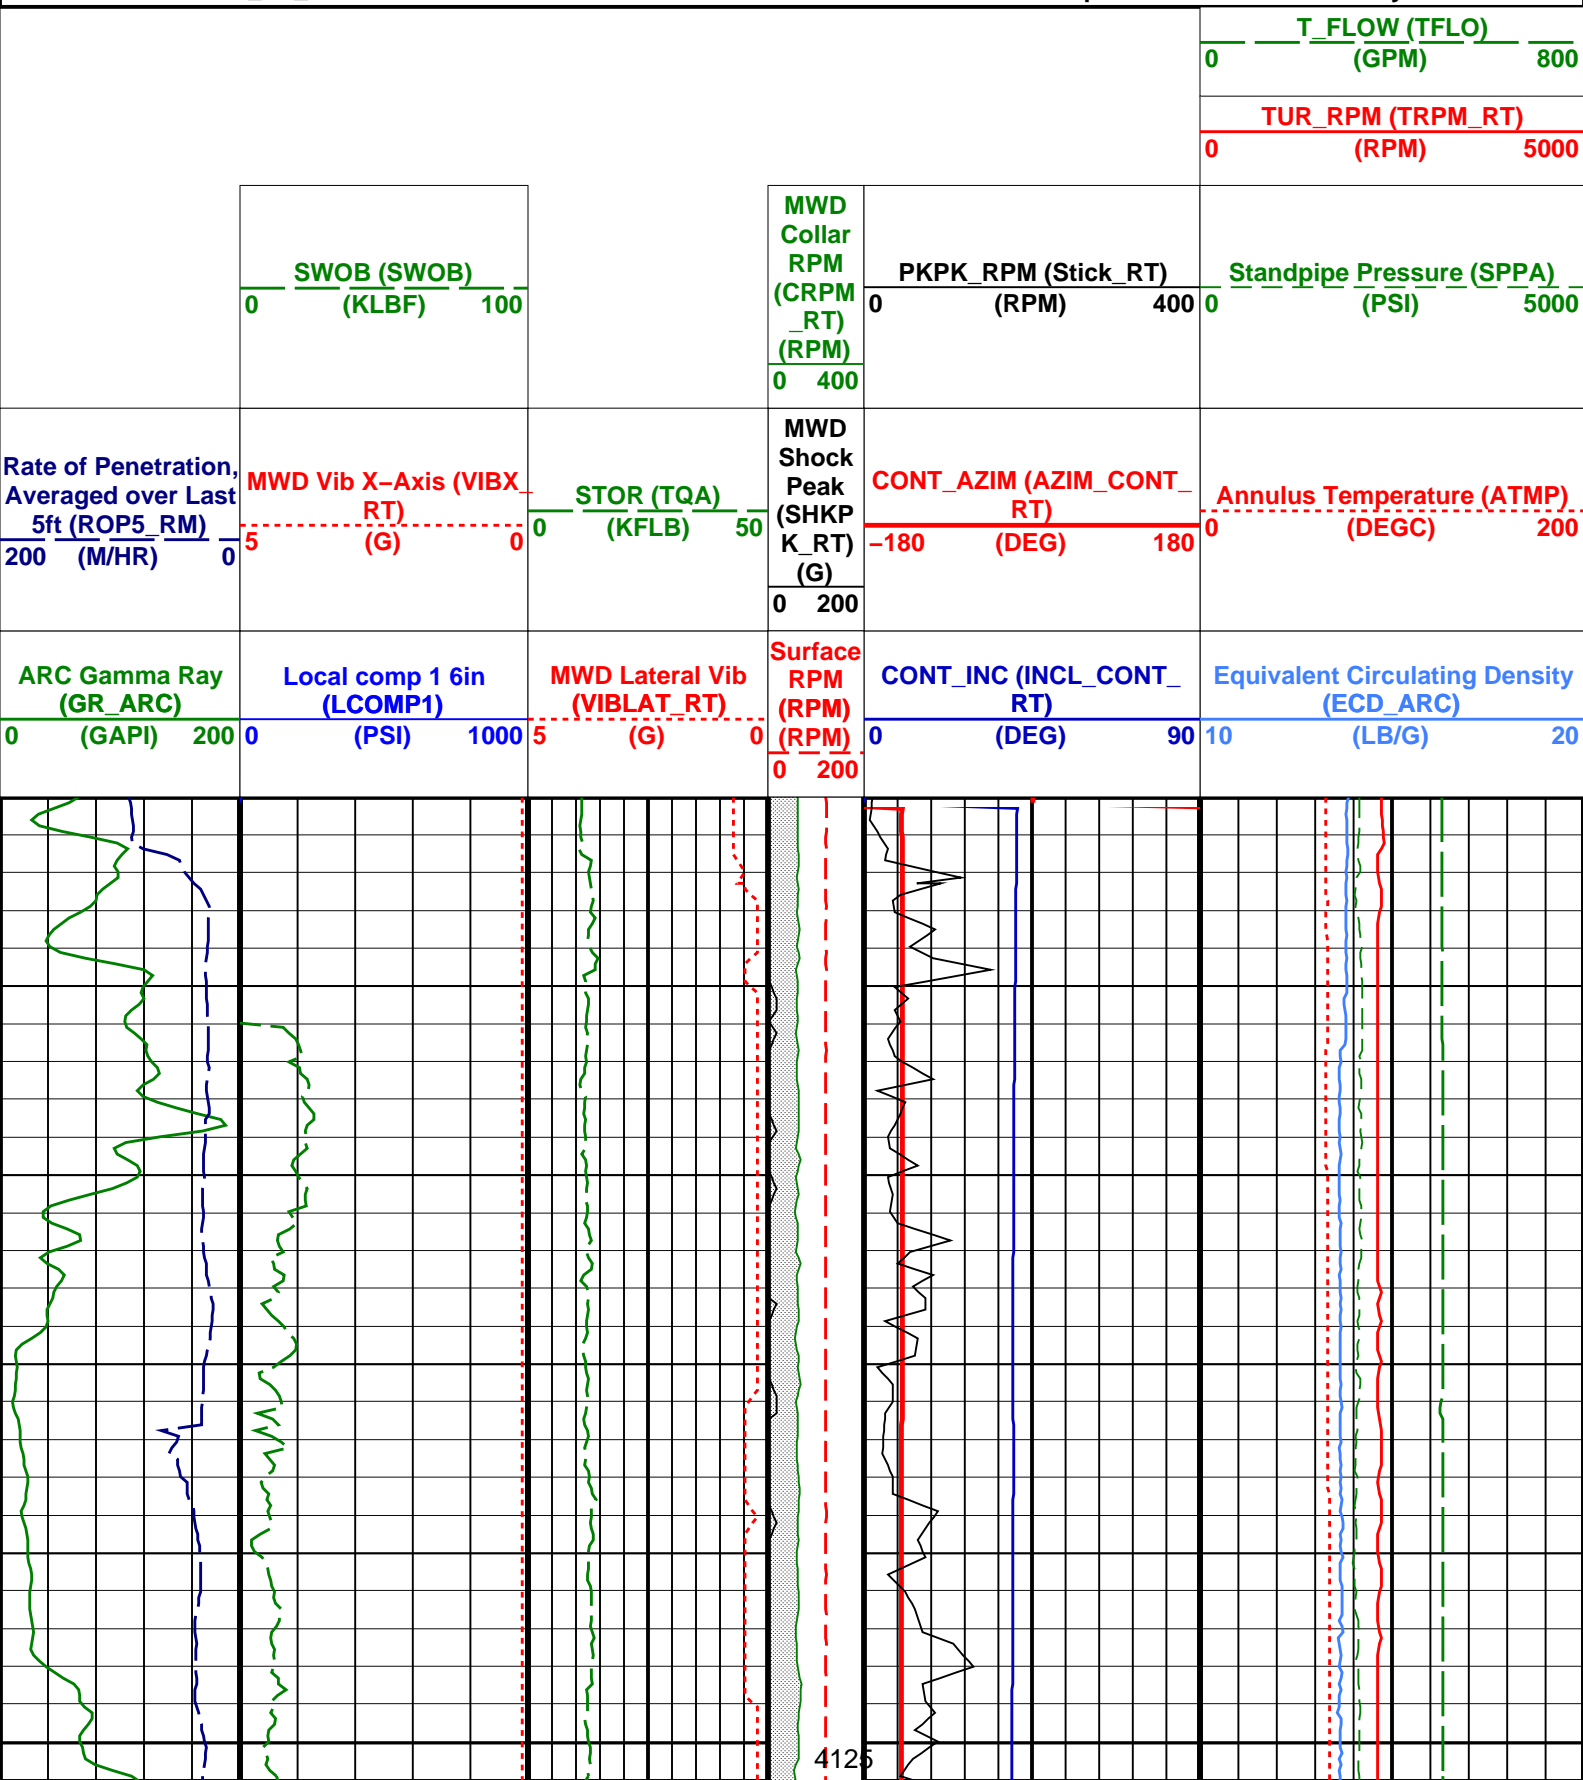 T_FLOW (TFLO)
0 (GPM) 800
TUR_RPM (TRPM_RT)
0 (RPM) 5000
SWOB (SWOB)
0 (KLBF) 100
MWD
Collar
RPM
(CRPM
_RT)
(RPM)
0 400
PKPK_RPM (Stick_RT)
0 (RPM) 400
Standpipe Pressure (SPPA)
0 (PSI) 5000
Rate of Penetration,
Averaged over Last
5ft (ROP5_RM)
200 (M/HR) 0
MWD Vib X−Axis (VIBX_
RT)
5 (G) 0
STOR (TQA)
0 (KFLB) 50
MWD
Shock
Peak
(SHKP
K_RT)
(G)
0 200
CONT_AZIM (AZIM_CONT_
RT)
−180 (DEG) 180
Annulus Temperature (ATMP)
0 (DEGC) 200
ARC Gamma Ray
(GR_ARC)
0 (GAPI) 200
Local comp 1 6in
(LCOMP1)
0 (PSI) 1000
MWD Lateral Vib
(VIBLAT_RT)
5 (G) 0
Surface
RPM
(RPM)
(RPM)
0 200
CONT_INC (INCL_CONT_
RT)
0 (DEG) 90
Equivalent Circulating Density
(ECD_ARC)
10 (LB/G) 20
4125